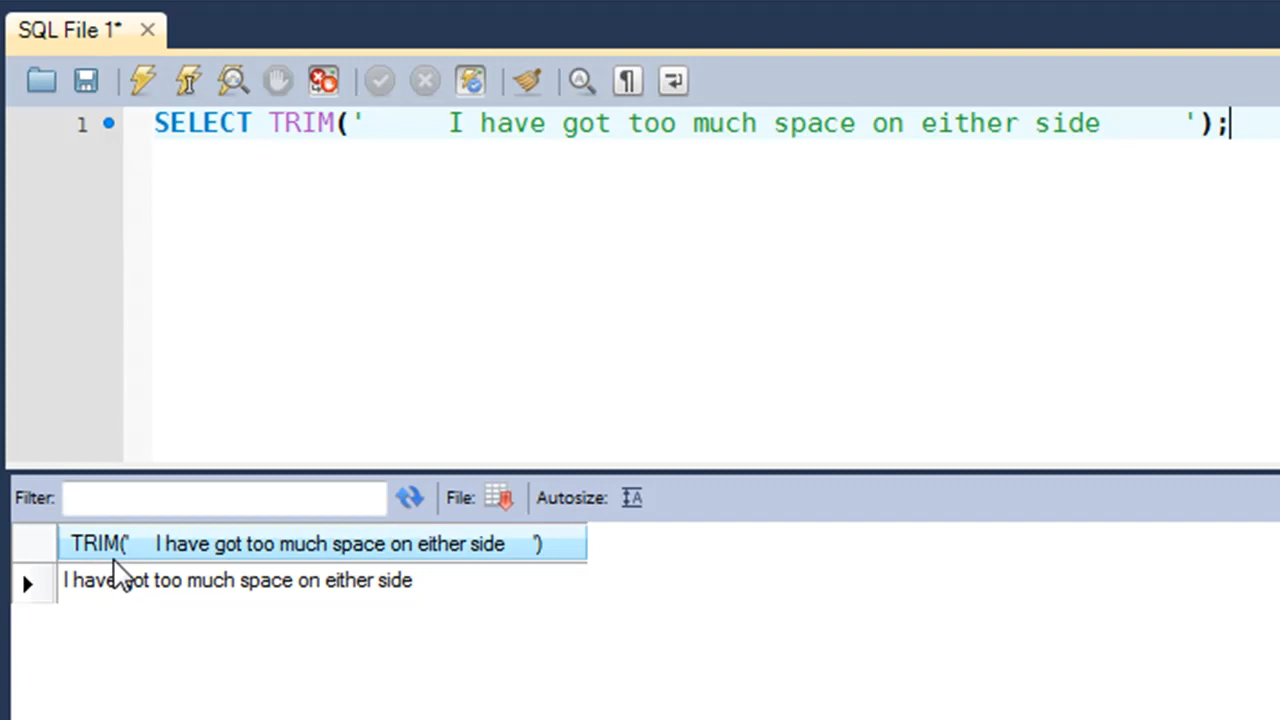 SQL File 1*
1 SELECT TRIM('     I have got too much space on either side     ');
Filter: File: Autosize:
TRIM('     I have got too much space on either side     ')
I have got too much space on either side